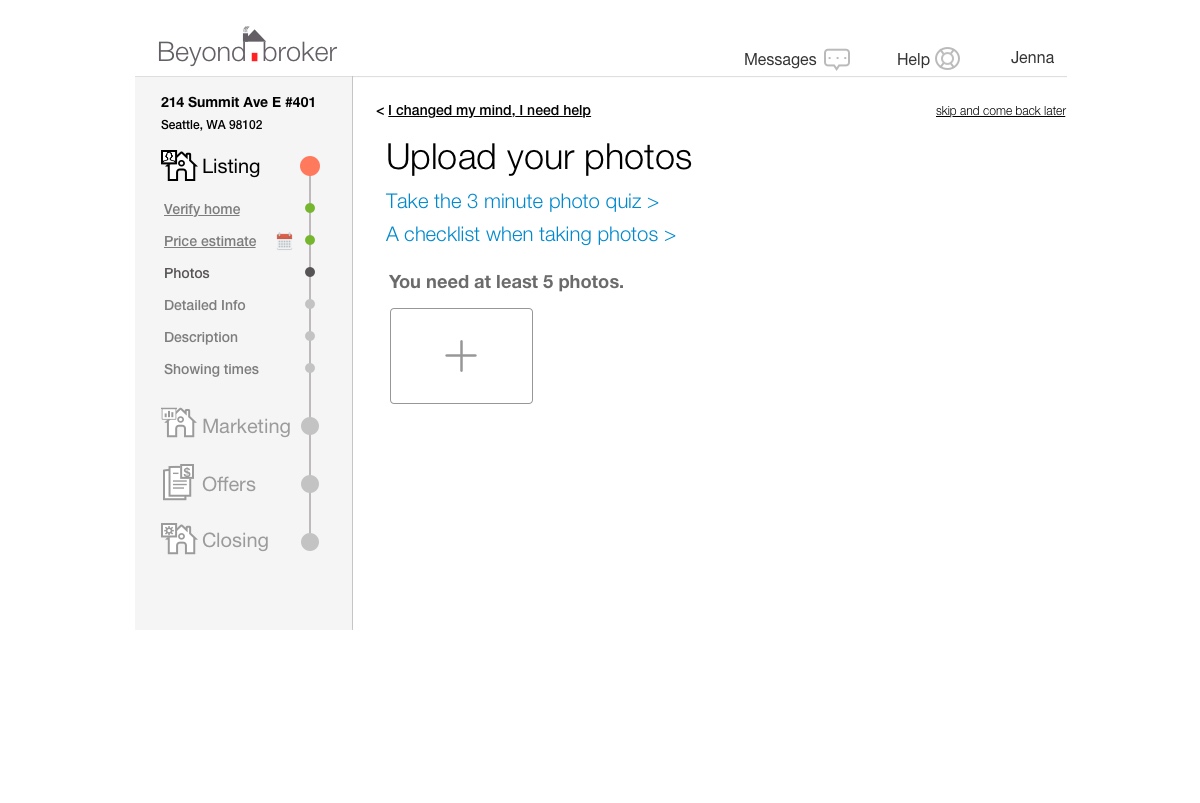 Beyond broker
Messages
Help
Jenna
214 Summit Ave E #401
Seattle, WA 98102
Listing
Verify home
Price estimate
Photos
Detailed Info
Description
Showing times
Marketing
$
Offers
Closing
< I changed my mind, I need help
skip and come back later
Upload your photos
Take the 3 minute photo quiz >
A checklist when taking photos >
You need at least 5 photos.